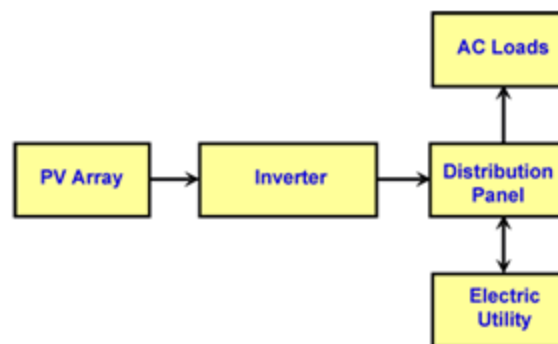 AC Loads
PV Array
Inverter
Distribution
Panel
Electric
Utility